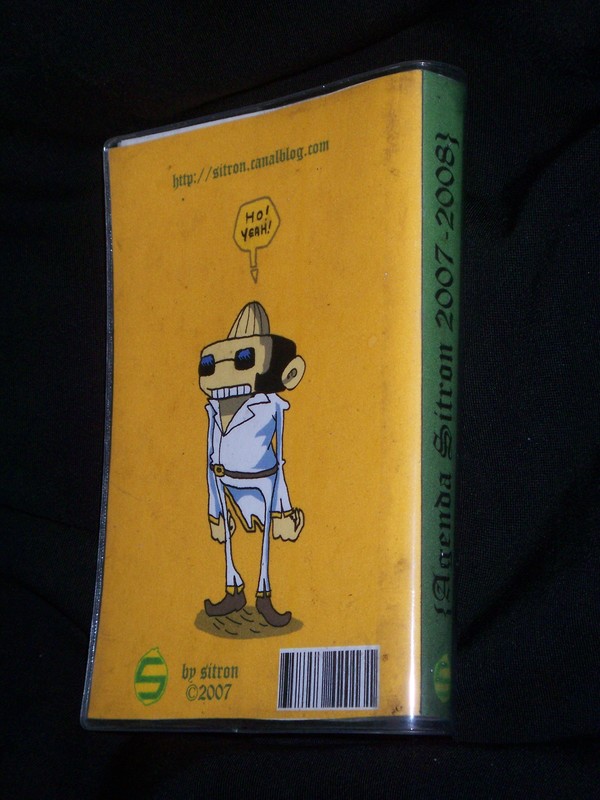 http://sitron.canalblog.com
HO!
YEAH!
{Agenda Sitron 2007-2008}
S
by sitron
©2007